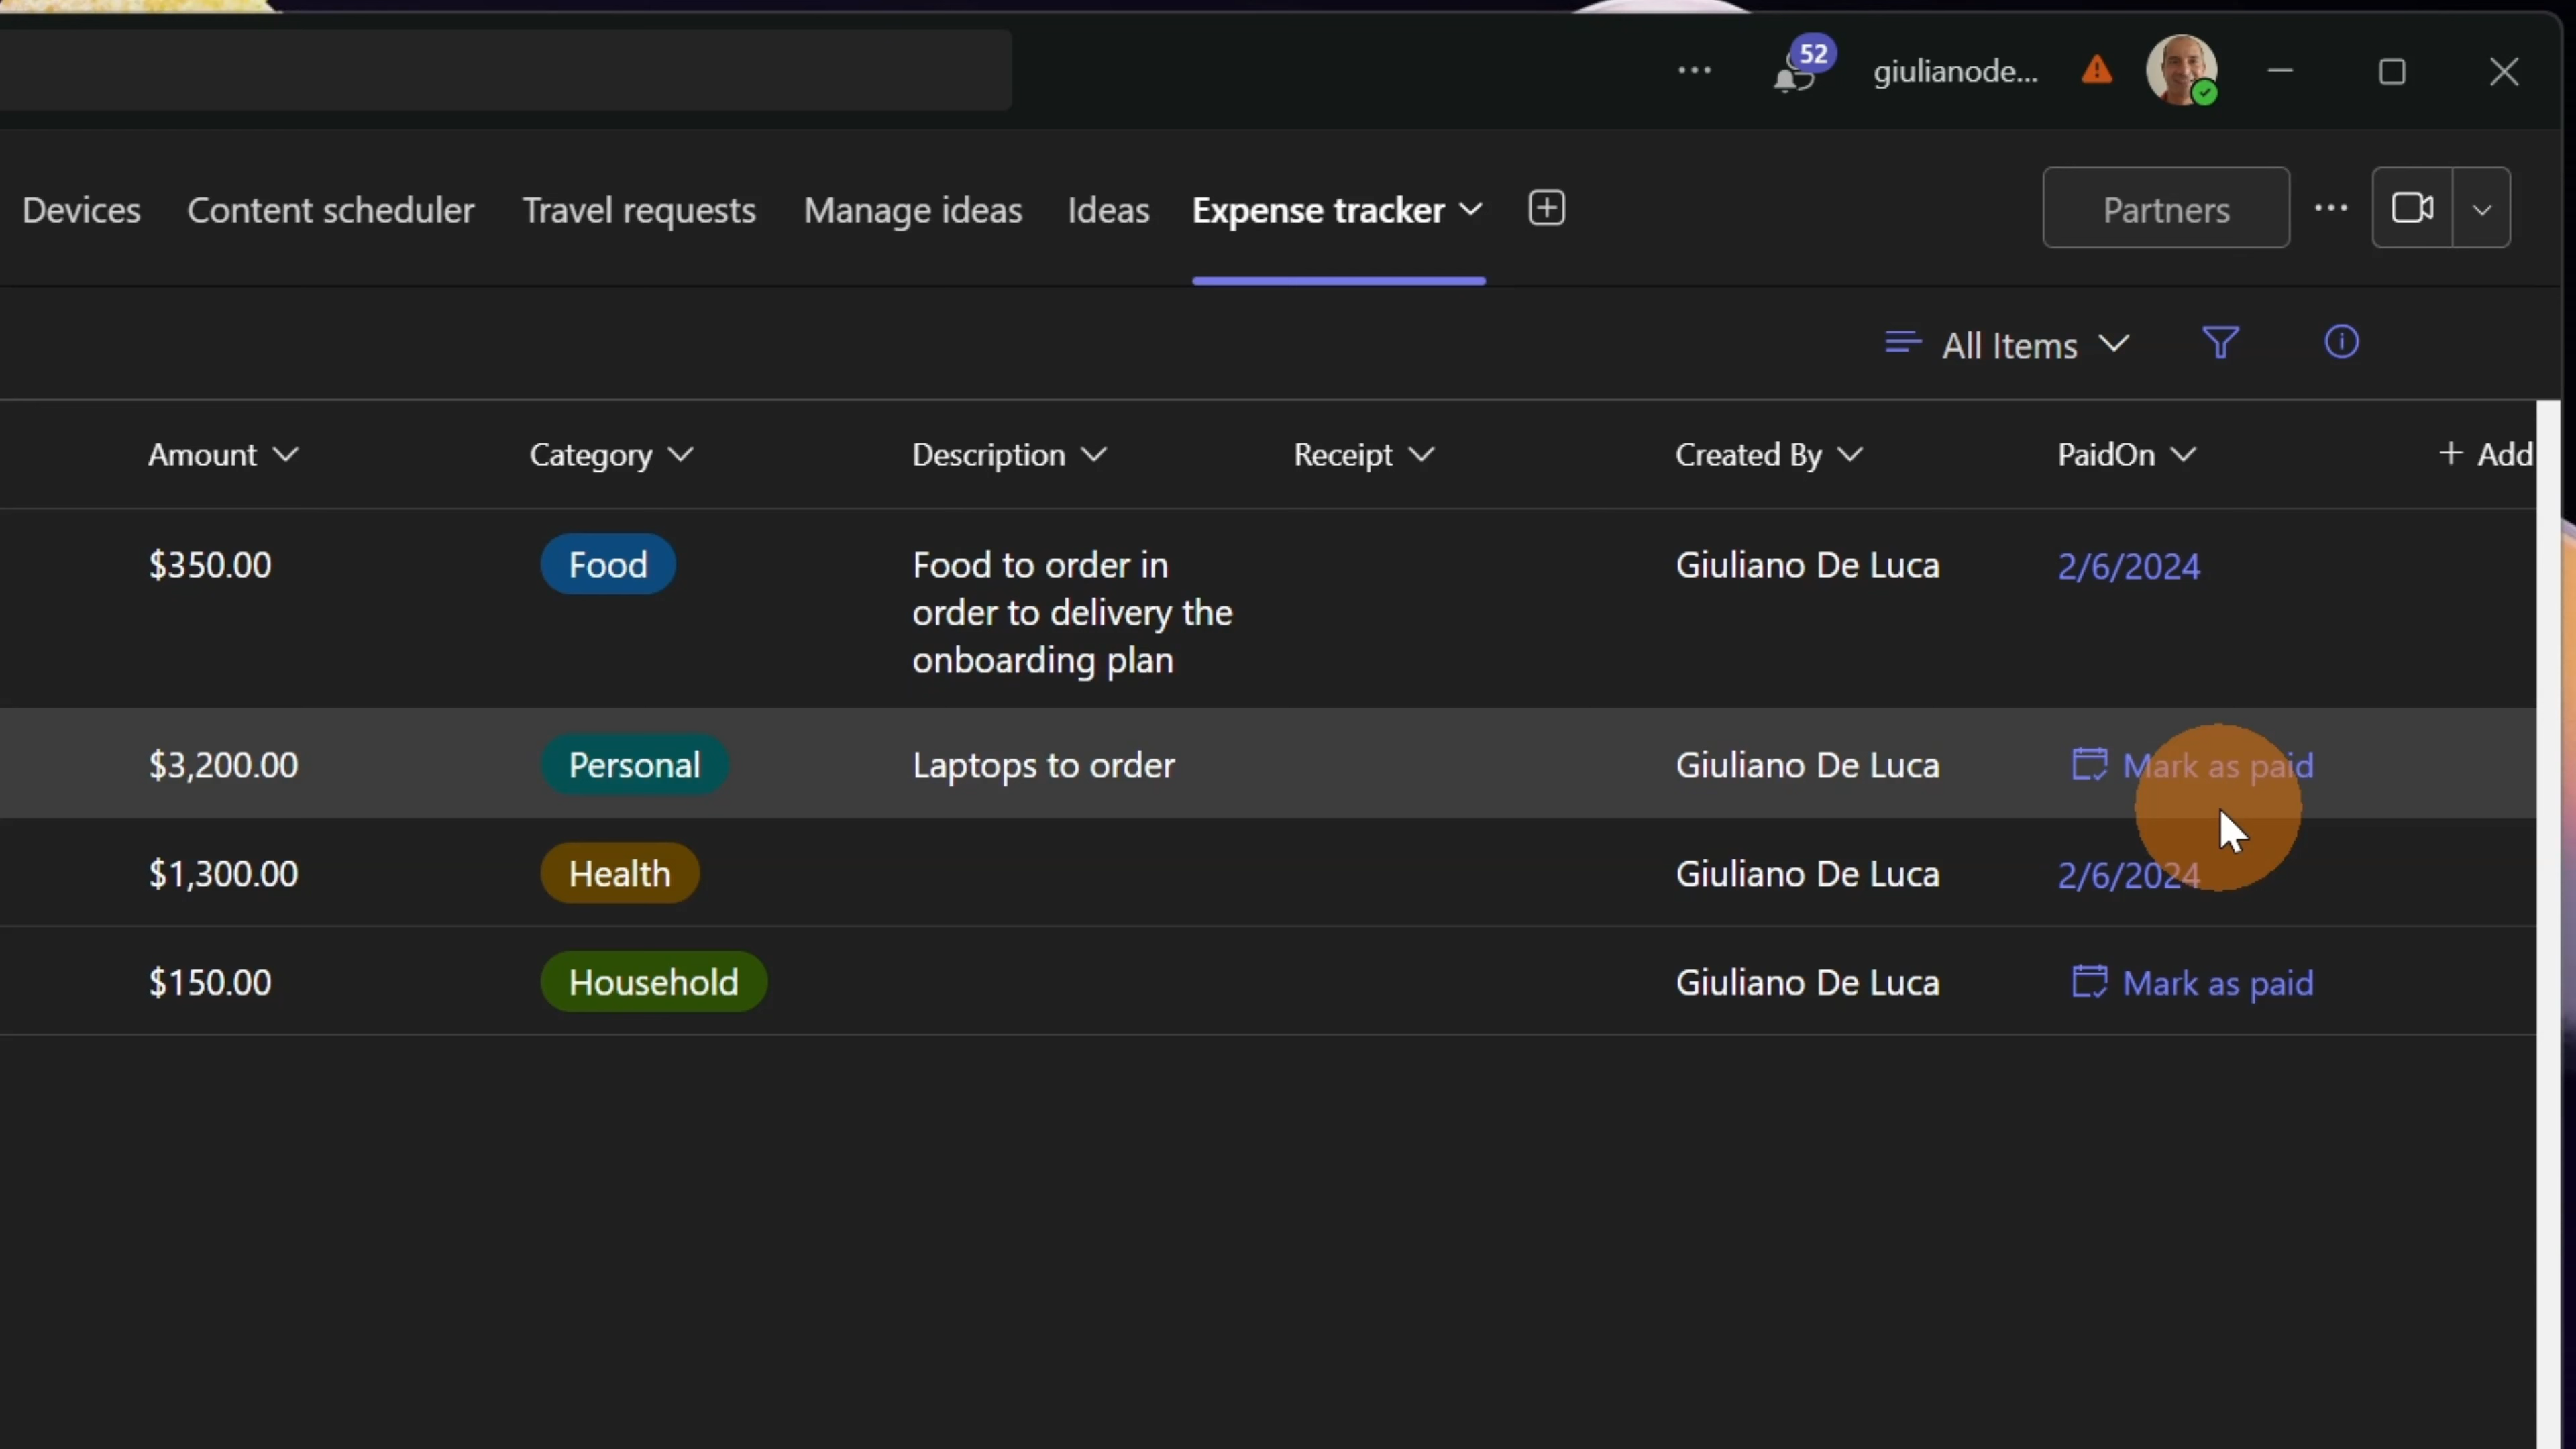 52
giulianode...
Devices Content scheduler Travel requests Manage ideas Ideas Expense tracker Partners
All Items
Amount Category Description Receipt Created By PaidOn + Add
$350.00 Food Food to order in Giuliano De Luca 2/6/2024
order to delivery the
onboarding plan
$3,200.00 Personal Laptops to order Giuliano De Luca Mark as paid
$1,300.00 Health Giuliano De Luca 2/6/2024
$150.00 Household Giuliano De Luca Mark as paid